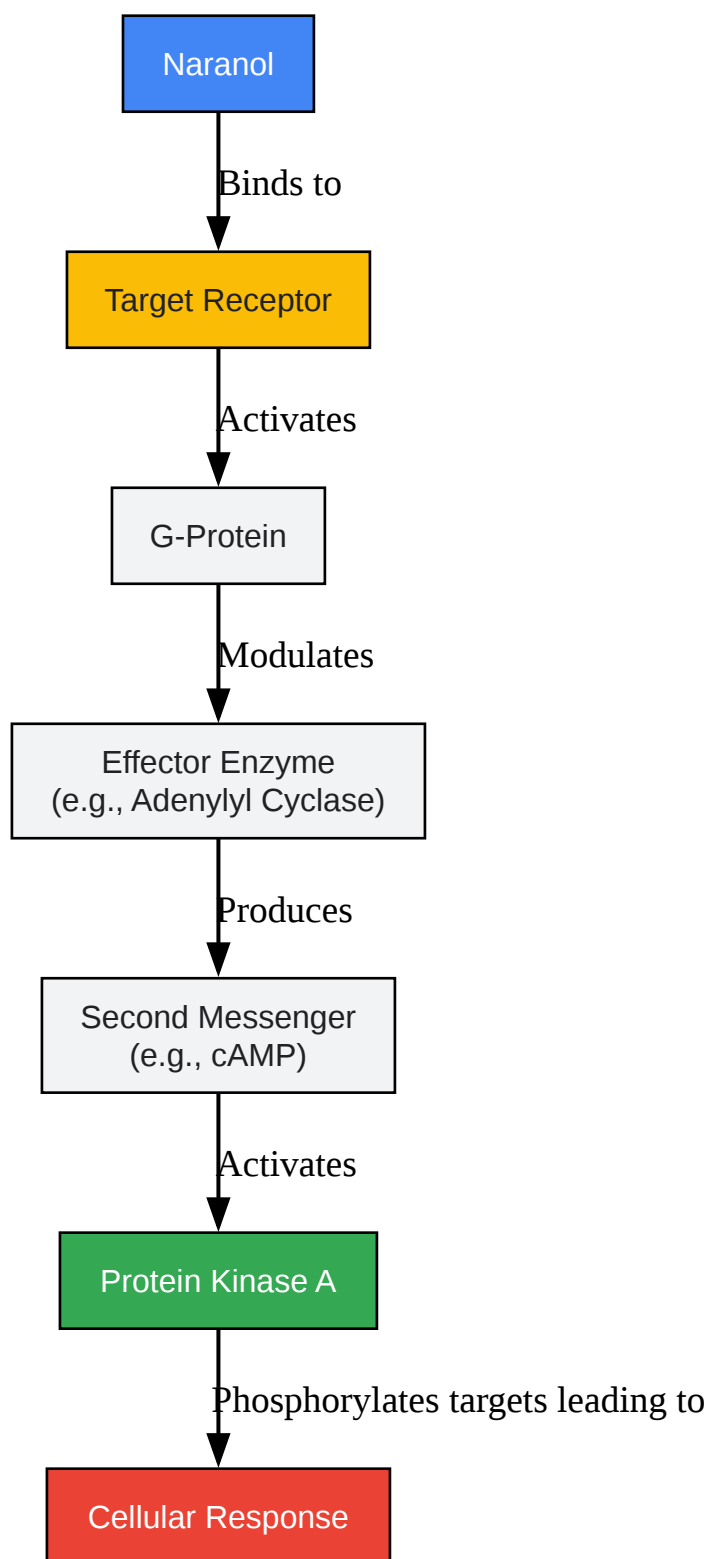 Naranol
Binds to
Target Receptor
Activates
G-Protein
Modulates
Effector Enzyme
(e.g., Adenylyl Cyclase)
Produces
Second Messenger
(e.g., cAMP)
Activates
Protein Kinase A
Phosphorylates targets leading to
Cellular Response